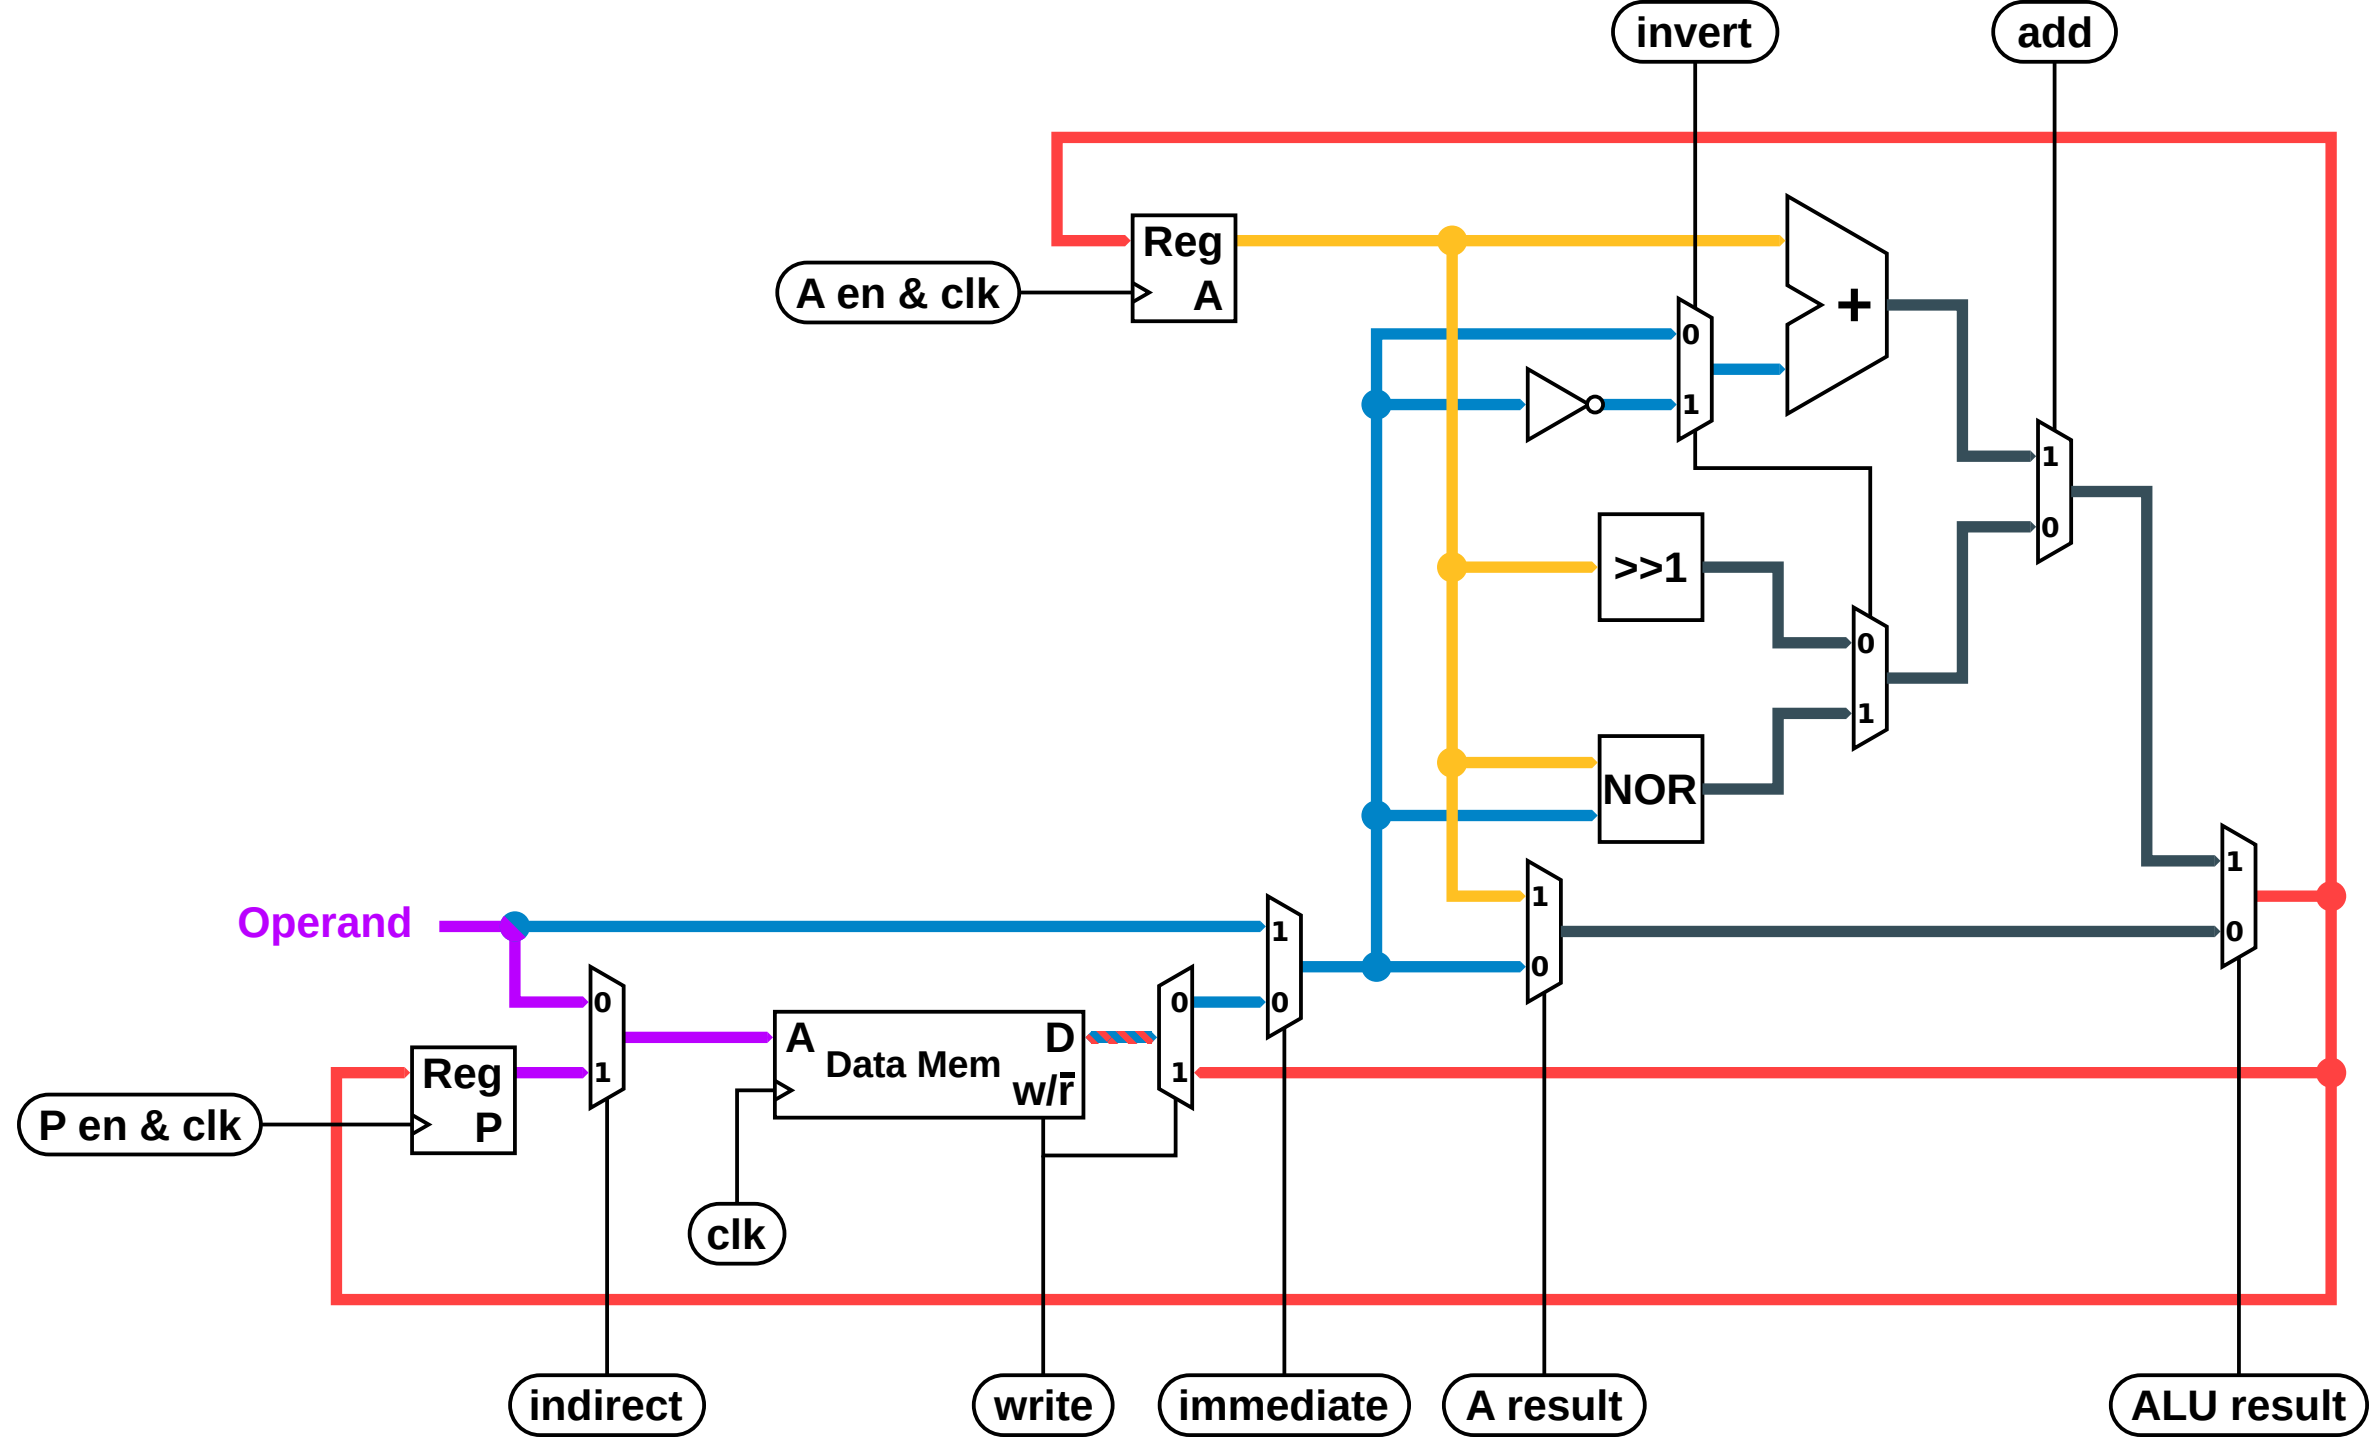 invert
add
Reg
A
A en & clk
+
0
1
1
0
>>1
0
1
NOR
1
0
1
0
Operand
1
0
0
1
0
1
A
D
Data Mem
w/r̅
Reg
P
P en & clk
clk
indirect
write
immediate
A result
ALU result